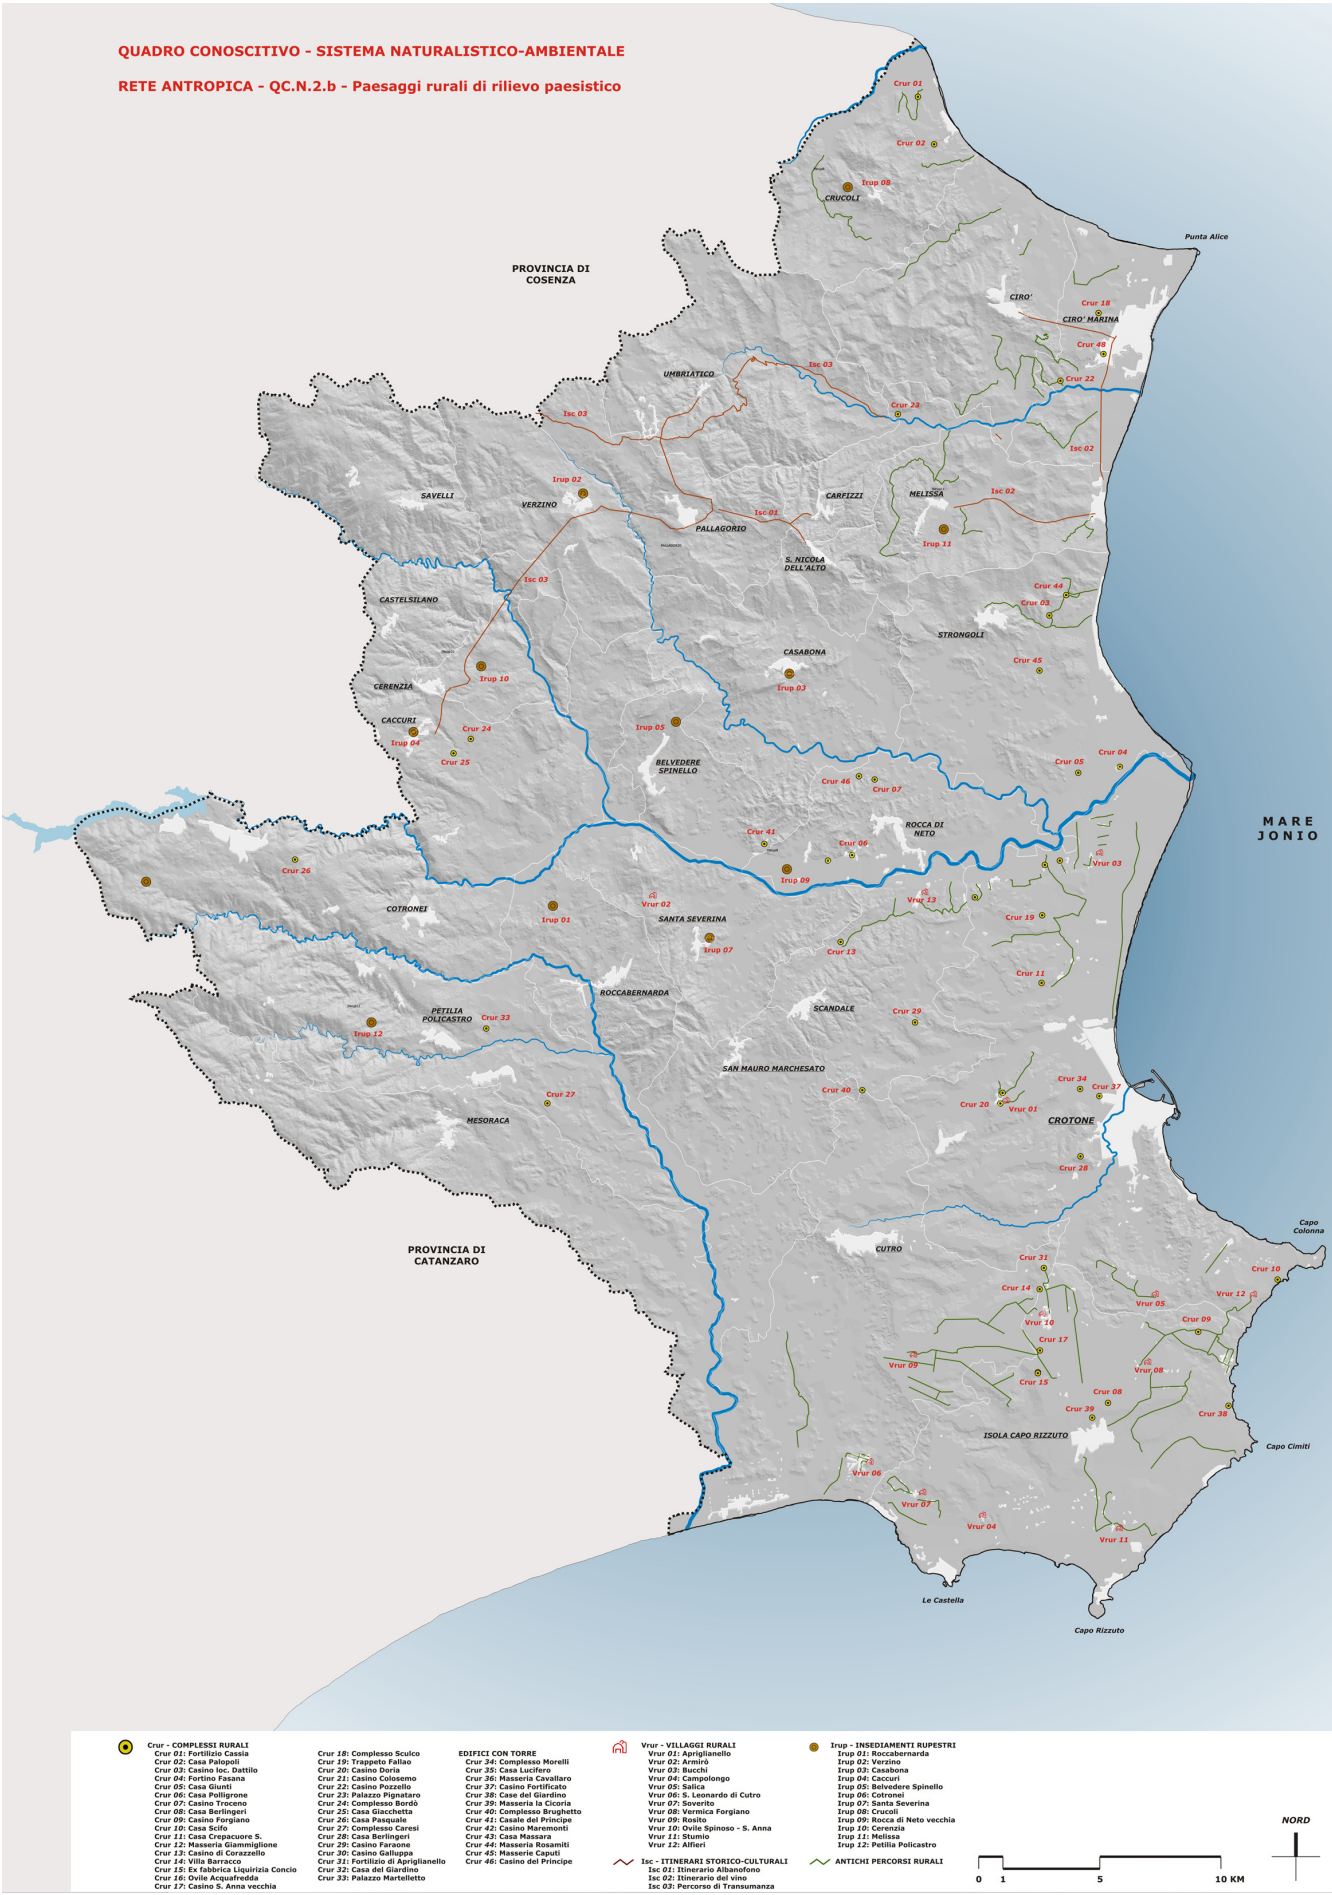 QUADRO CONOSCITIVO - SISTEMA NATURALISTICO-AMBIENTALE
RETE ANTROPICA - QC.N.2.b - Paesaggi rurali di rilievo paesistico
Crur 01
Crur 02
Irup 08
CRUCOLI
Punta Alice
PROVINCIA DI
COSENZA
CIRO'
Crur 18
CIRO' MARINA
Crur 48
Isc 03
UMBRIATICO
Crur 22
Crur 23
Isc 03
Isc 02
Irup 02
SAVELLI
VERZINO
CARFIZZI
MELISSA
Isc 02
Isc 01
PALLAGORIO
Irup 11
PALLAGORIO
S. NICOLA
DELL'ALTO
Isc 03
Crur 44
CASTELSILANO
Crur 03
STRONGOLI
CASABONA
Crur 45
Irup 10
Irup 03
CERENZIA
CACCURI
Irup 05
Crur 24
Irup 04
Crur 25
BELVEDERE
SPINELLO
Crur 04
Crur 05
Crur 46
Crur 07
MARE
JONIO
ROCCA DI
NETO
Crur 41
Crur 06
Vrur 03
Crur 26
Irup 09
Vrur 13
Vrur 02
COTRONEI
Irup 01
SANTA SEVERINA
Crur 19
Irup 07
Crur 13
Crur 11
ROCCABERNARDA
PETILIA
POLICASTRO
SCANDALE
Crur 29
Crur 33
Irup 12
SAN MAURO MARCHESATO
Crur 34
Crur 37
Crur 40
Crur 27
Crur 20
Vrur 01
MESORACA
CROTONE
Crur 28
Capo
Colonna
PROVINCIA DI
CATANZARO
CUTRO
Crur 31
Crur 10
Crur 14
Vrur 12
Vrur 05
Vrur 10
Crur 09
Crur 17
Vrur 09
Vrur 08
Crur 15
Crur 08
Crur 39
Crur 38
ISOLA CAPO RIZZUTO
Capo Cimiti
Vrur 06
Vrur 07
Vrur 04
Vrur 11
Le Castella
Capo Rizzuto
Crur - COMPLESSI RURALI
Crur 01: Fortilizio Cassia
Crur 02: Casa Palopoli
Crur 03: Casino loc. Dattilo
Crur 04: Fortino Fasana
Crur 05: Casa Giunti
Crur 06: Casa Polligrone
Crur 07: Casino Troceno
Crur 08: Casa Berlingeri
Crur 09: Casino Forgiano
Crur 10: Casa Scifo
Crur 11: Casa Crepacuore S.
Crur 12: Masseria Giammiglione
Crur 13: Casino di Corazzello
Crur 14: Villa Barracco
Crur 15: Ex fabbrica Liquirizia Concio
Crur 16: Ovile Acquafredda
Crur 17: Casino S. Anna vecchia
Crur 18: Complesso Sculco
Crur 19: Trappeto Fallao
Crur 20: Casino Doria
Crur 21: Casino Colosemo
Crur 22: Casino Pozzello
Crur 23: Palazzo Pignataro
Crur 24: Complesso Bordò
Crur 25: Casa Giacchetta
Crur 26: Casa Pasquale
Crur 27: Complesso Caresi
Crur 28: Casa Berlingeri
Crur 29: Casino Faraone
Crur 30: Casino Galluppa
Crur 31: Fortilizio di Apriglianello
Crur 32: Casa del Giardino
Crur 33: Palazzo Martelletto
EDIFICI CON TORRE
Crur 34: Complesso Morelli
Crur 35: Casa Lucifero
Crur 36: Masseria Cavallaro
Crur 37: Casino Fortificato
Crur 38: Case del Giardino
Crur 39: Masseria la Cicoria
Crur 40: Complesso Brughetto
Crur 41: Casale del Principe
Crur 42: Casino Maremonti
Crur 43: Casa Massara
Crur 44: Masseria Rosamiti
Crur 45: Masserie Caputi
Crur 46: Casino del Principe
Vrur - VILLAGGI RURALI
Vrur 01: Apriglianello
Vrur 02: Armirò
Vrur 03: Bucchi
Vrur 04: Campolongo
Vrur 05: Salica
Vrur 06: S. Leonardo di Cutro
Vrur 07: Soverito
Vrur 08: Vermica Forgiano
Vrur 09: Rosito
Vrur 10: Ovile Spinoso - S. Anna
Vrur 11: Stumio
Vrur 12: Alfieri
Isc - ITINERARI STORICO-CULTURALI
Isc 01: Itinerario Albanofono
Isc 02: Itinerario del vino
Isc 03: Percorso di Transumanza
Irup - INSEDIAMENTI RUPESTRI
Irup 01: Roccabernarda
Irup 02: Verzino
Irup 03: Casabona
Irup 04: Caccuri
Irup 05: Belvedere Spinello
Irup 06: Cotronei
Irup 07: Santa Severina
Irup 08: Crucoli
Irup 09: Rocca di Neto vecchia
Irup 10: Cerenzia
Irup 11: Melissa
Irup 12: Petilia Policastro
ANTICHI PERCORSI RURALI
0 1 5 10 KM
NORD